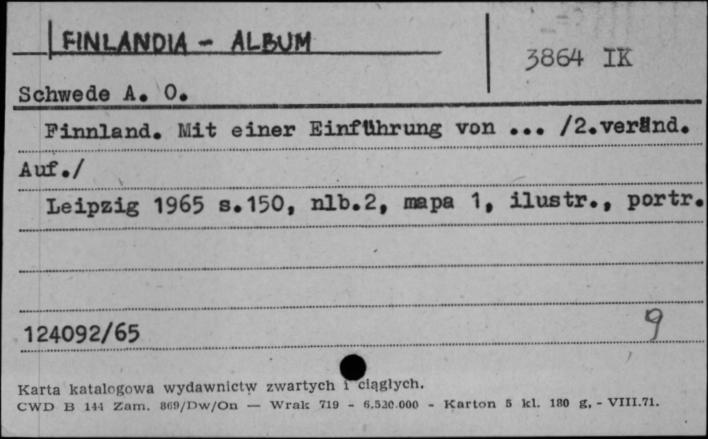 FINLANDIA - ALBUM
3864 IK
Schwede A. O.
Finnland. Mit einer Einführung von ... /2.veränd.
Auf./
Leipzig 1965 s.150, nlb.2, mapa 1, ilustr., portr.
124092/65
9
Karta katalogowa wydawnictw zwartych i ciągłych.
CWD B 144 Zam. 869/Dw/On — Wrak 719 - 6.520.000 - Karton 5 kl. 180 g. - VIII.71.